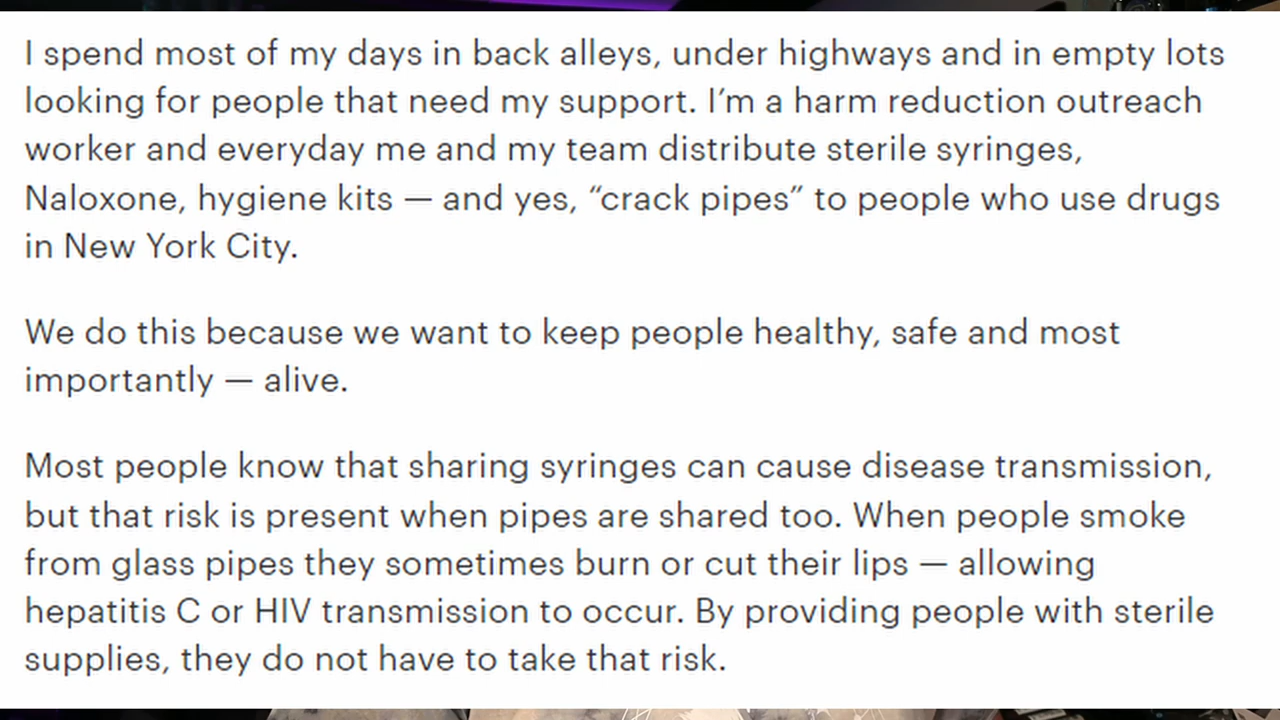 I spend most of my days in back alleys, under highways and in empty lots
looking for people that need my support. I’m a harm reduction outreach
worker and everyday me and my team distribute sterile syringes,
Naloxone, hygiene kits — and yes, “crack pipes” to people who use drugs
in New York City.
We do this because we want to keep people healthy, safe and most
importantly — alive.
Most people know that sharing syringes can cause disease transmission,
but that risk is present when pipes are shared too. When people smoke
from glass pipes they sometimes burn or cut their lips — allowing
hepatitis C or HIV transmission to occur. By providing people with sterile
supplies, they do not have to take that risk.